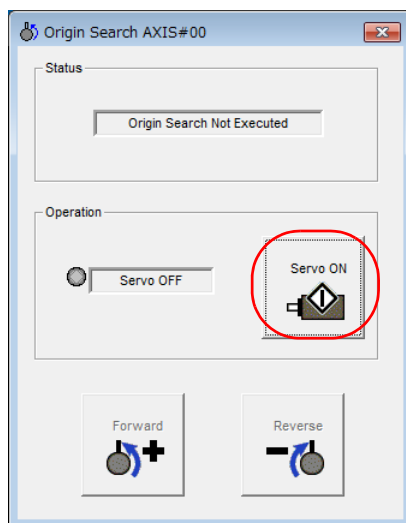 Origin Search AXIS#00
Status
Origin Search Not Executed
Operation
Servo OFF
Servo ON
Forward
Reverse